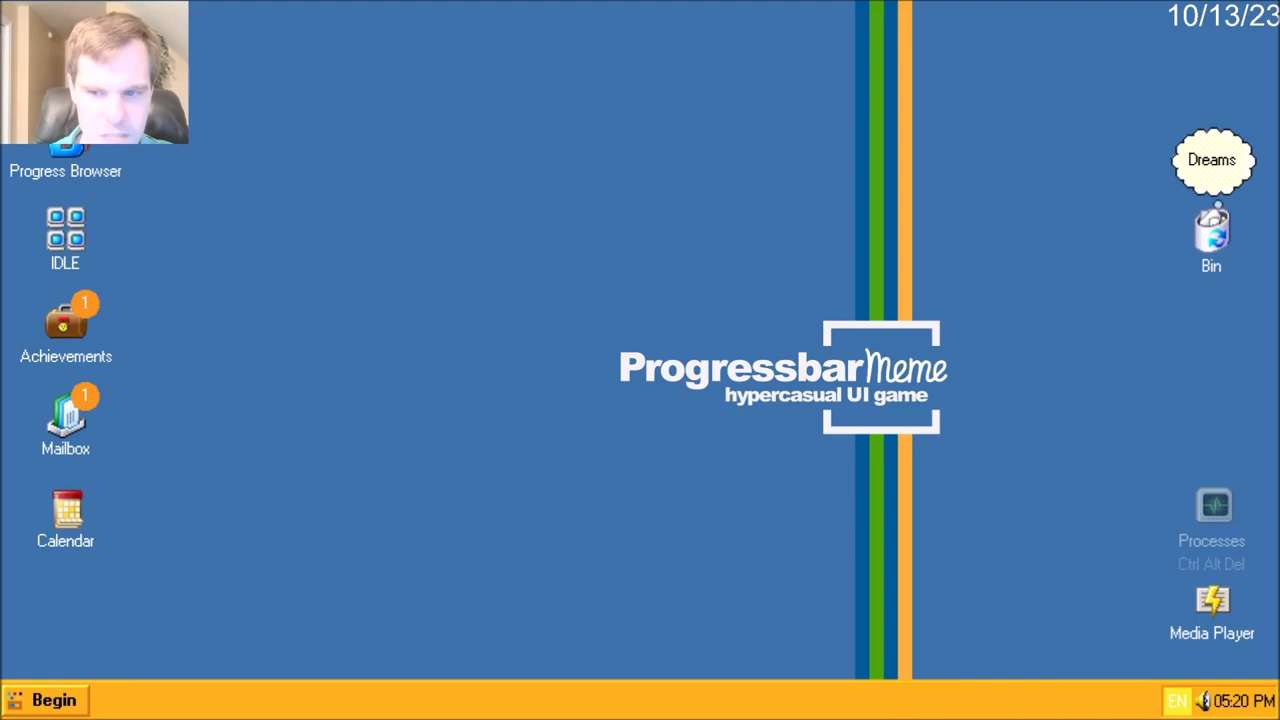 10/13/23
Progress Browser
IDLE
1
Achievements
1
Mailbox
Calendar
ProgressbarMeme
hypercasual UI game
Dreams
Bin
Processes
Ctrl Alt Del
Media Player
Begin
EN 05:20 PM